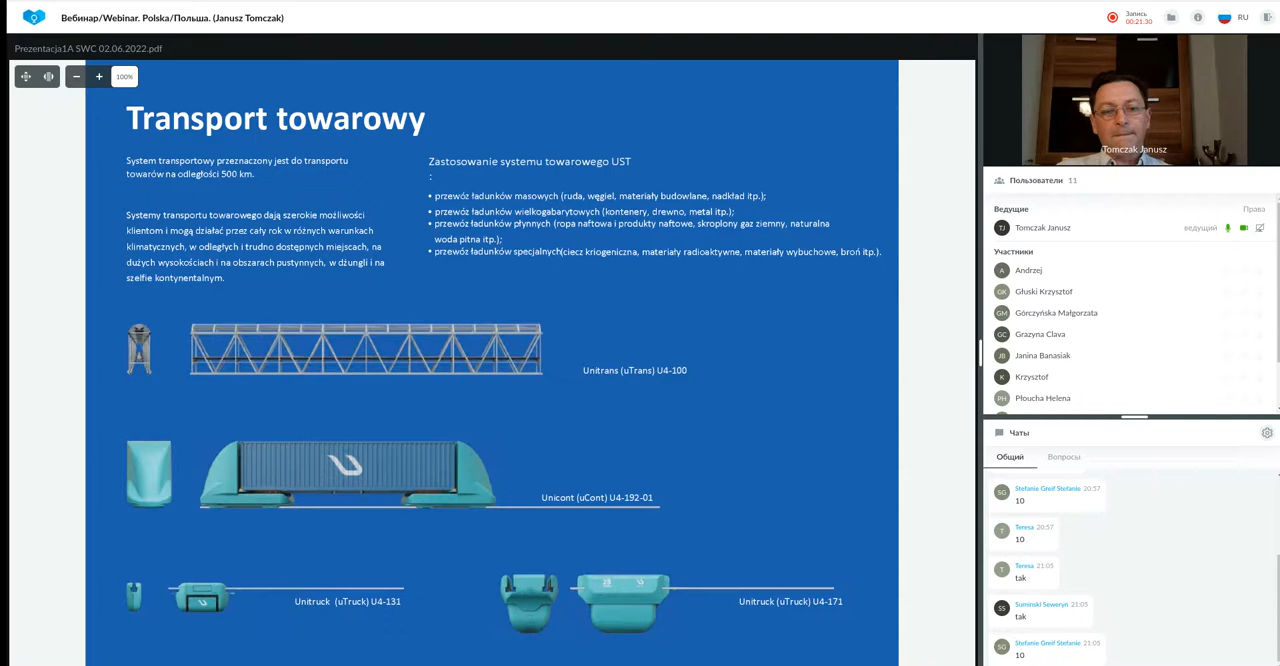 Вебинар/Webinar. Polska/Польша. (Janusz Tomczak)
Запись
00:21:30
RU
Prezentacja1A SWC 02.06.2022.pdf
100%
Transport towarowy
System transportowy przeznaczony jest do transportu
towarów na odległości 500 km.
Systemy transportu towarowego dają szerokie możliwości
klientom i mogą działać przez cały rok w różnych warunkach
klimatycznych, w odległych i trudno dostępnych miejscach, na
dużych wysokościach i na obszarach pustynnych, w dżungli i na
szelfie kontynentalnym.
Zastosowanie systemu towarowego UST
:
• przewóz ładunków masowych (ruda, węgiel, materiały budowlane, nadkład itp.);
• przewóz ładunków wielkogabarytowych (kontenery, drewno, metal itp.);
• przewóz ładunków płynnych (ropa naftowa i produkty naftowe, skroplony gaz ziemny, naturalna
woda pitna itp.);
• przewóz ładunków specjalnych(ciecz kriogeniczna, materiały radioaktywne, materiały wybuchowe, broń itp.).
Unitrans (uTrans) U4-100
Unicont (uCont) U4-192-01
Unitruck (uTruck) U4-131
Unitruck (uTruck) U4-171
Tomczak Janusz
Пользователи 11
Ведущие Права
TJ Tomczak Janusz ведущий
Участники
A Andrzej
GK Głuski Krzysztof
GM Górczyńska Małgorzata
GC Grazyna Clava
JB Janina Banasiak
K Krzysztof
PH Płoucha Helena
Чаты
Общий Вопросы
SG Stefanie Greif Stefanie 20:57
10
T Teresa 20:57
10
T Teresa 21:05
tak
SS Suminski Seweryn 21:05
tak
SG Stefanie Greif Stefanie 21:05
10